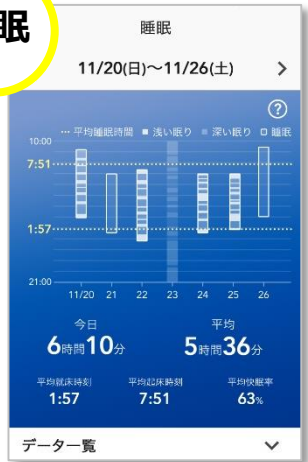 眠
睡眠
11/20(日)〜11/26(土) >
?
平均睡眠時間 浅い眠り 深い眠り 睡眠
10:00
7:51
1:57
21:00
11/20 21 22 23 24 25 26
今日 平均
6時間10分 5時間36分
平均就床時刻 平均起床時刻 平均快眠率
1:57 7:51 63%
データ一覧